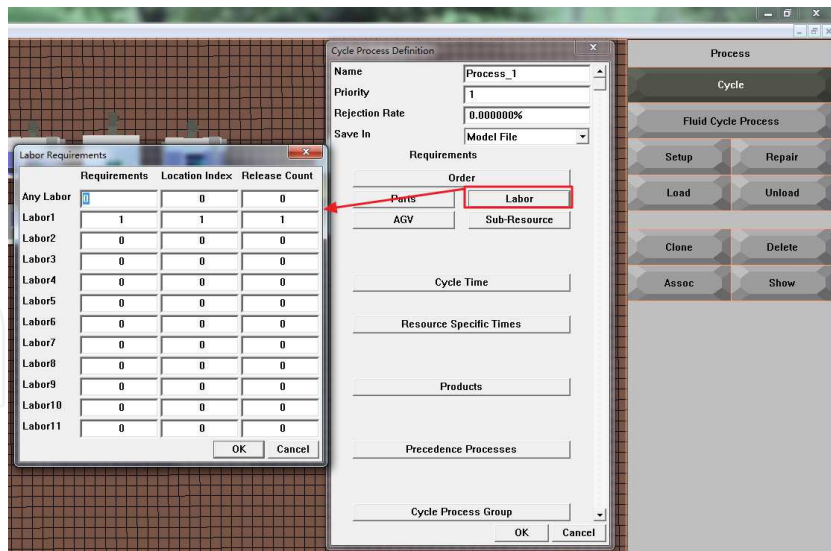 Cycle Process Definition
Name Process_1
Priority 1
Rejection Rate 0.000000%
Save In Model File
Requirements
Order
Parts Labor
AGV Sub-Resource
Cycle Time
Resource Specific Times
Products
Precedence Processes
Cycle Process Group
OK Cancel
Labor Requirements
Requirements Location Index Release Count
Any Labor 0 0 0
Labor1 1 1 1
Labor2 0 0 0
Labor3 0 0 0
Labor4 0 0 0
Labor5 0 0 0
Labor6 0 0 0
Labor7 0 0 0
Labor8 0 0 0
Labor9 0 0 0
Labor10 0 0 0
Labor11 0 0 0
OK Cancel
Process
Cycle
Fluid Cycle Process
Setup Repair
Load Unload
Clone Delete
Assoc Show